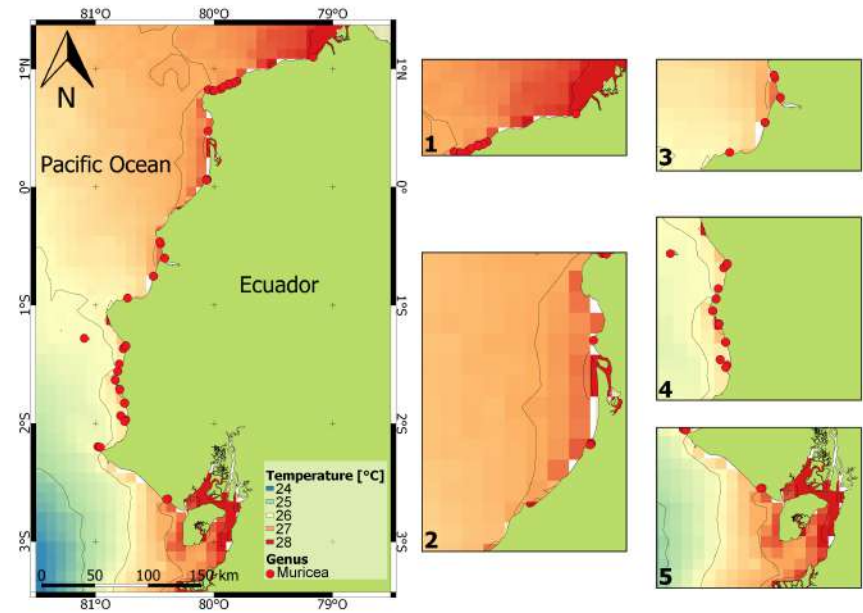 81°O 80°O 79°O
1°N 1°N
N
Pacific Ocean
0° 0°
Ecuador
1°S 1°S
2°S 2°S
Temperature [°C]
24
25
26
27
28
Genus
Muricea
3°S 3°S
0 50 100 150 km
81°O 80°O 79°O
1
3
2
4
5